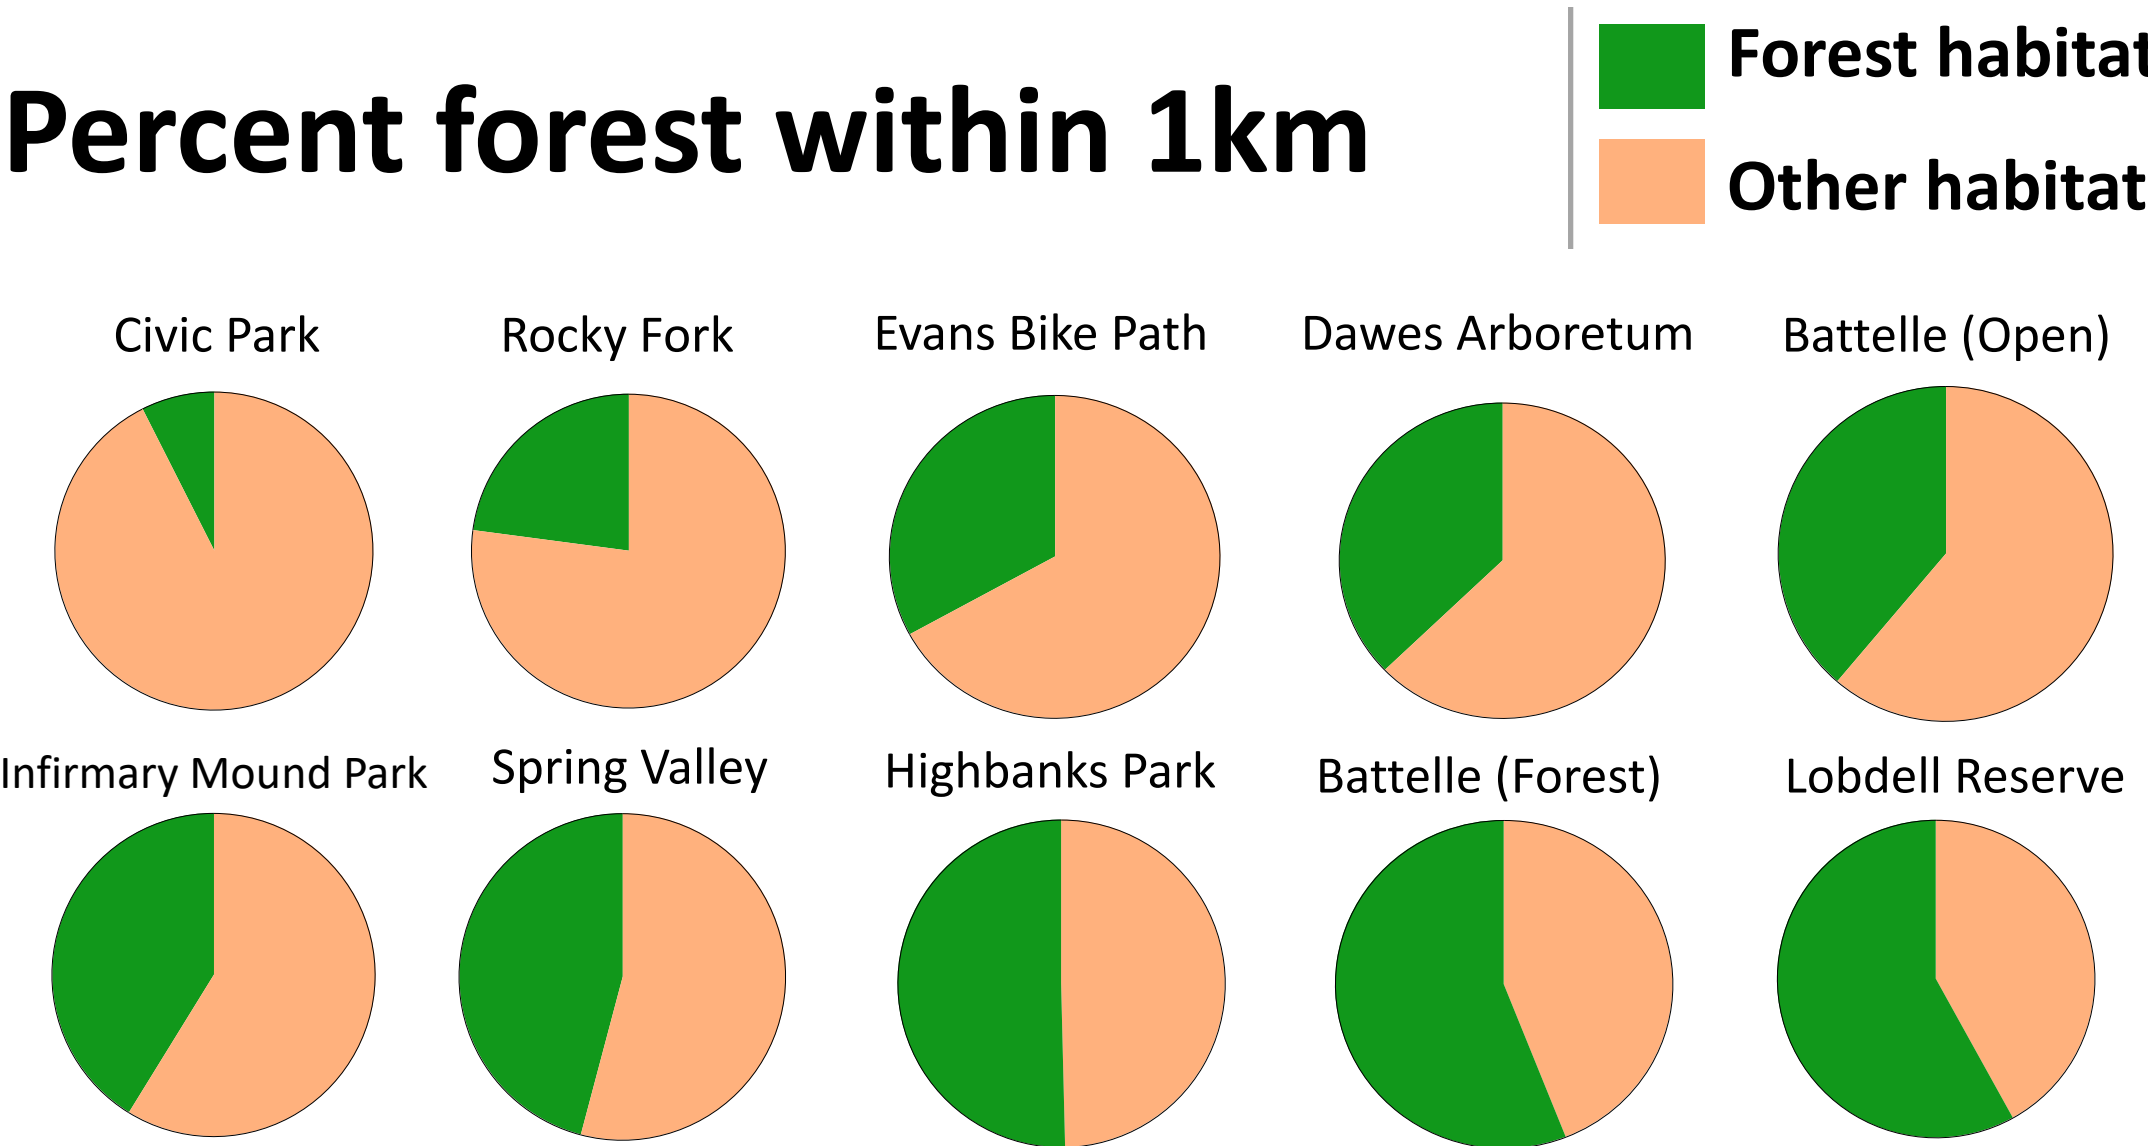 Percent forest within 1km
Forest habitat
Other habitat
Civic Park
Rocky Fork
Evans Bike Path
Dawes Arboretum
Battelle (Open)
Infirmary Mound Park
Spring Valley
Highbanks Park
Battelle (Forest)
Lobdell Reserve